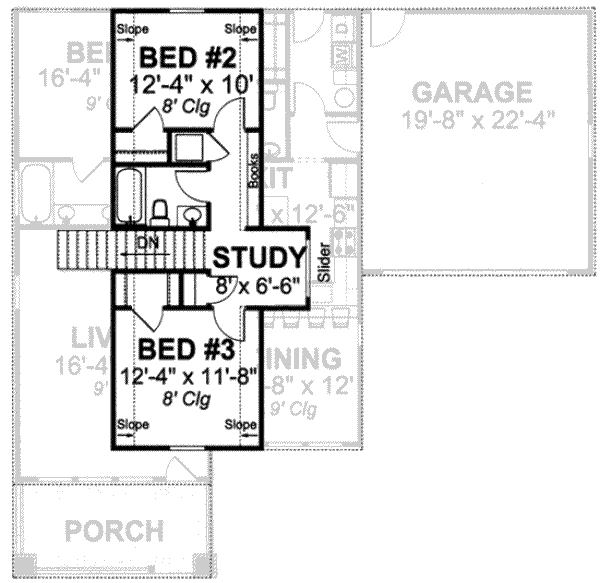 Slope
Slope
BED #2
12'-4" x 10'
8' Clg
BE
16'-4"
9' C
D
W
GARAGE
19'-8" x 22'-4"
Books
KIT
x 12'-6"
DN
STUDY
8' x 6'-6"
Slider
LIV
16'-4"
9'
BED #3
12'-4" x 11'-8"
8' Clg
INING
-8" x 12'
9' Clg
Slope
Slope
PORCH